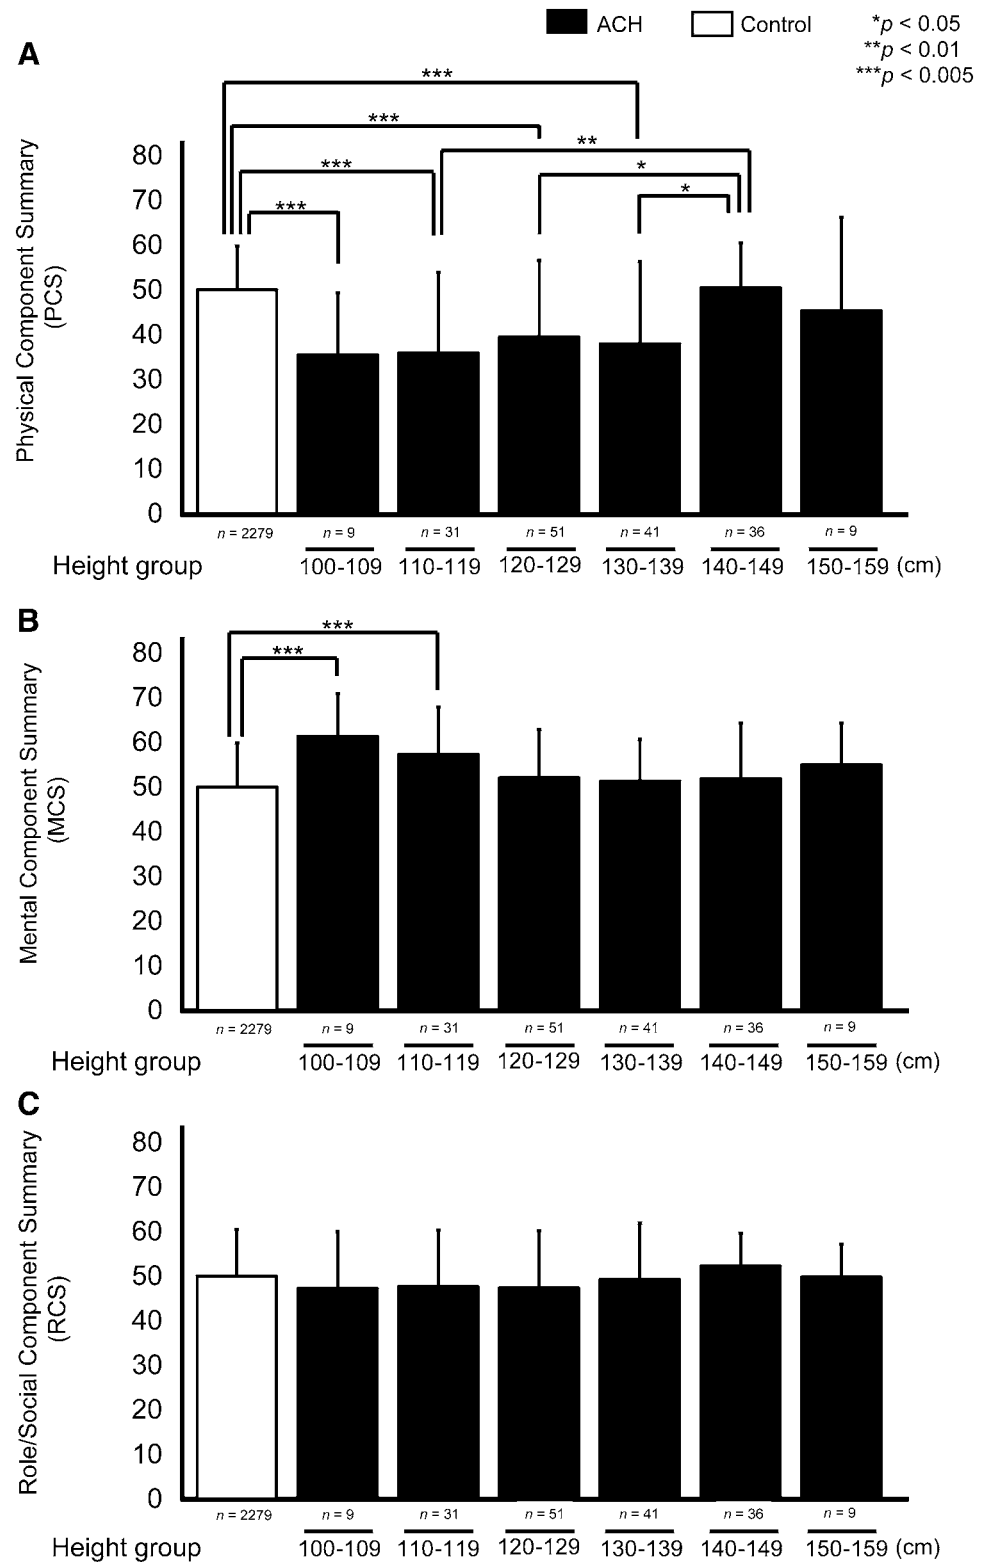 ACH Control *p < 0.05
**p < 0.01
***p < 0.005
A
Physical Component Summary
(PCS)
***
***
**
***
*
*
***
80
70
60
50
40
30
20
10
0
n = 2279 n = 9 n = 31 n = 51 n = 41 n = 36 n = 9
Height group 100-109 110-119 120-129 130-139 140-149 150-159 (cm)
B
Mental Component Summary
(MCS)
***
***
80
70
60
50
40
30
20
10
0
n = 2279 n = 9 n = 31 n = 51 n = 41 n = 36 n = 9
Height group 100-109 110-119 120-129 130-139 140-149 150-159 (cm)
C
Role/Social Component Summary
(RCS)
80
70
60
50
40
30
20
10
0
n = 2279 n = 9 n = 31 n = 51 n = 41 n = 36 n = 9
Height group 100-109 110-119 120-129 130-139 140-149 150-159 (cm)